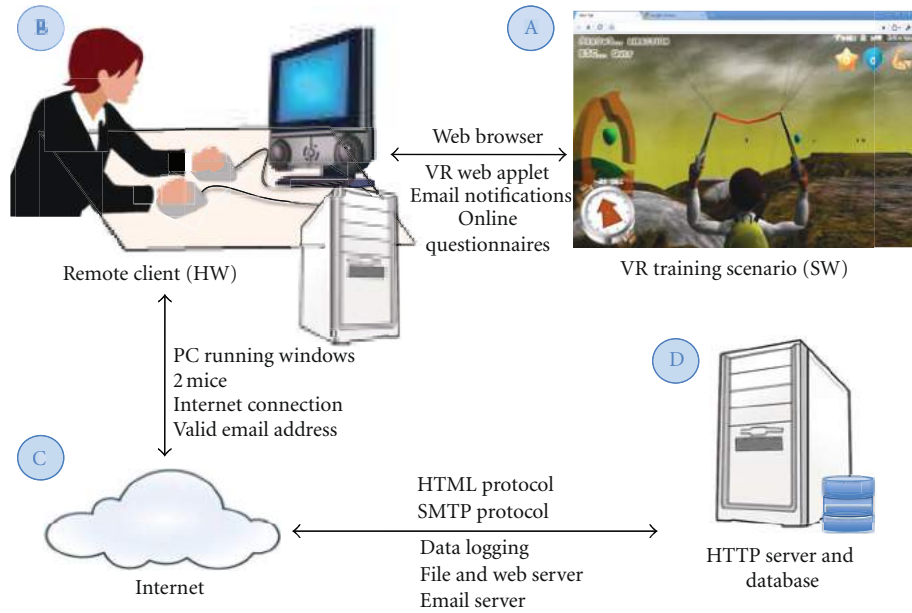 B
A
ESC... Quit
Web browser
VR web applet
Email notifications
Online
questionnaires
Remote client (HW)
VR training scenario (SW)
PC running windows
2 mice
Internet connection
Valid email address
D
C
HTML protocol
SMTP protocol
Data logging
File and web server
Email server
Internet
HTTP server and
database